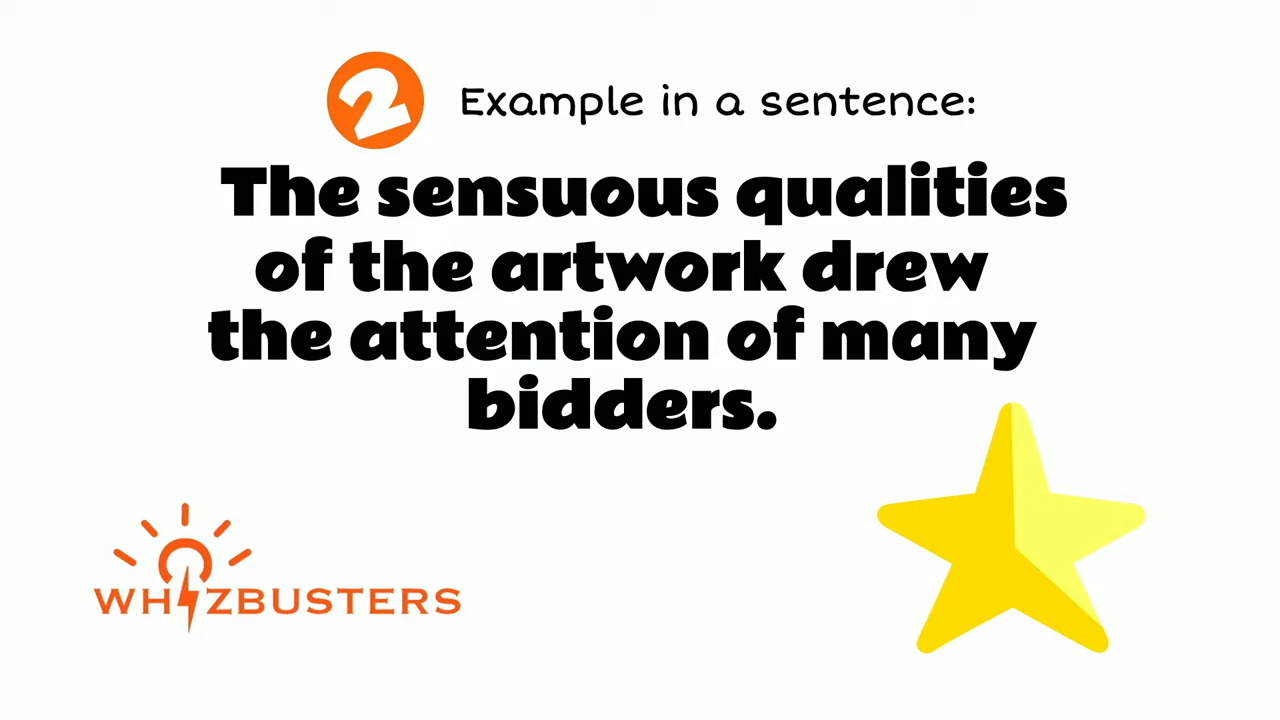 2 Example in a sentence:
The sensuous qualities
of the artwork drew
the attention of many
bidders.
WHIZBUSTERS